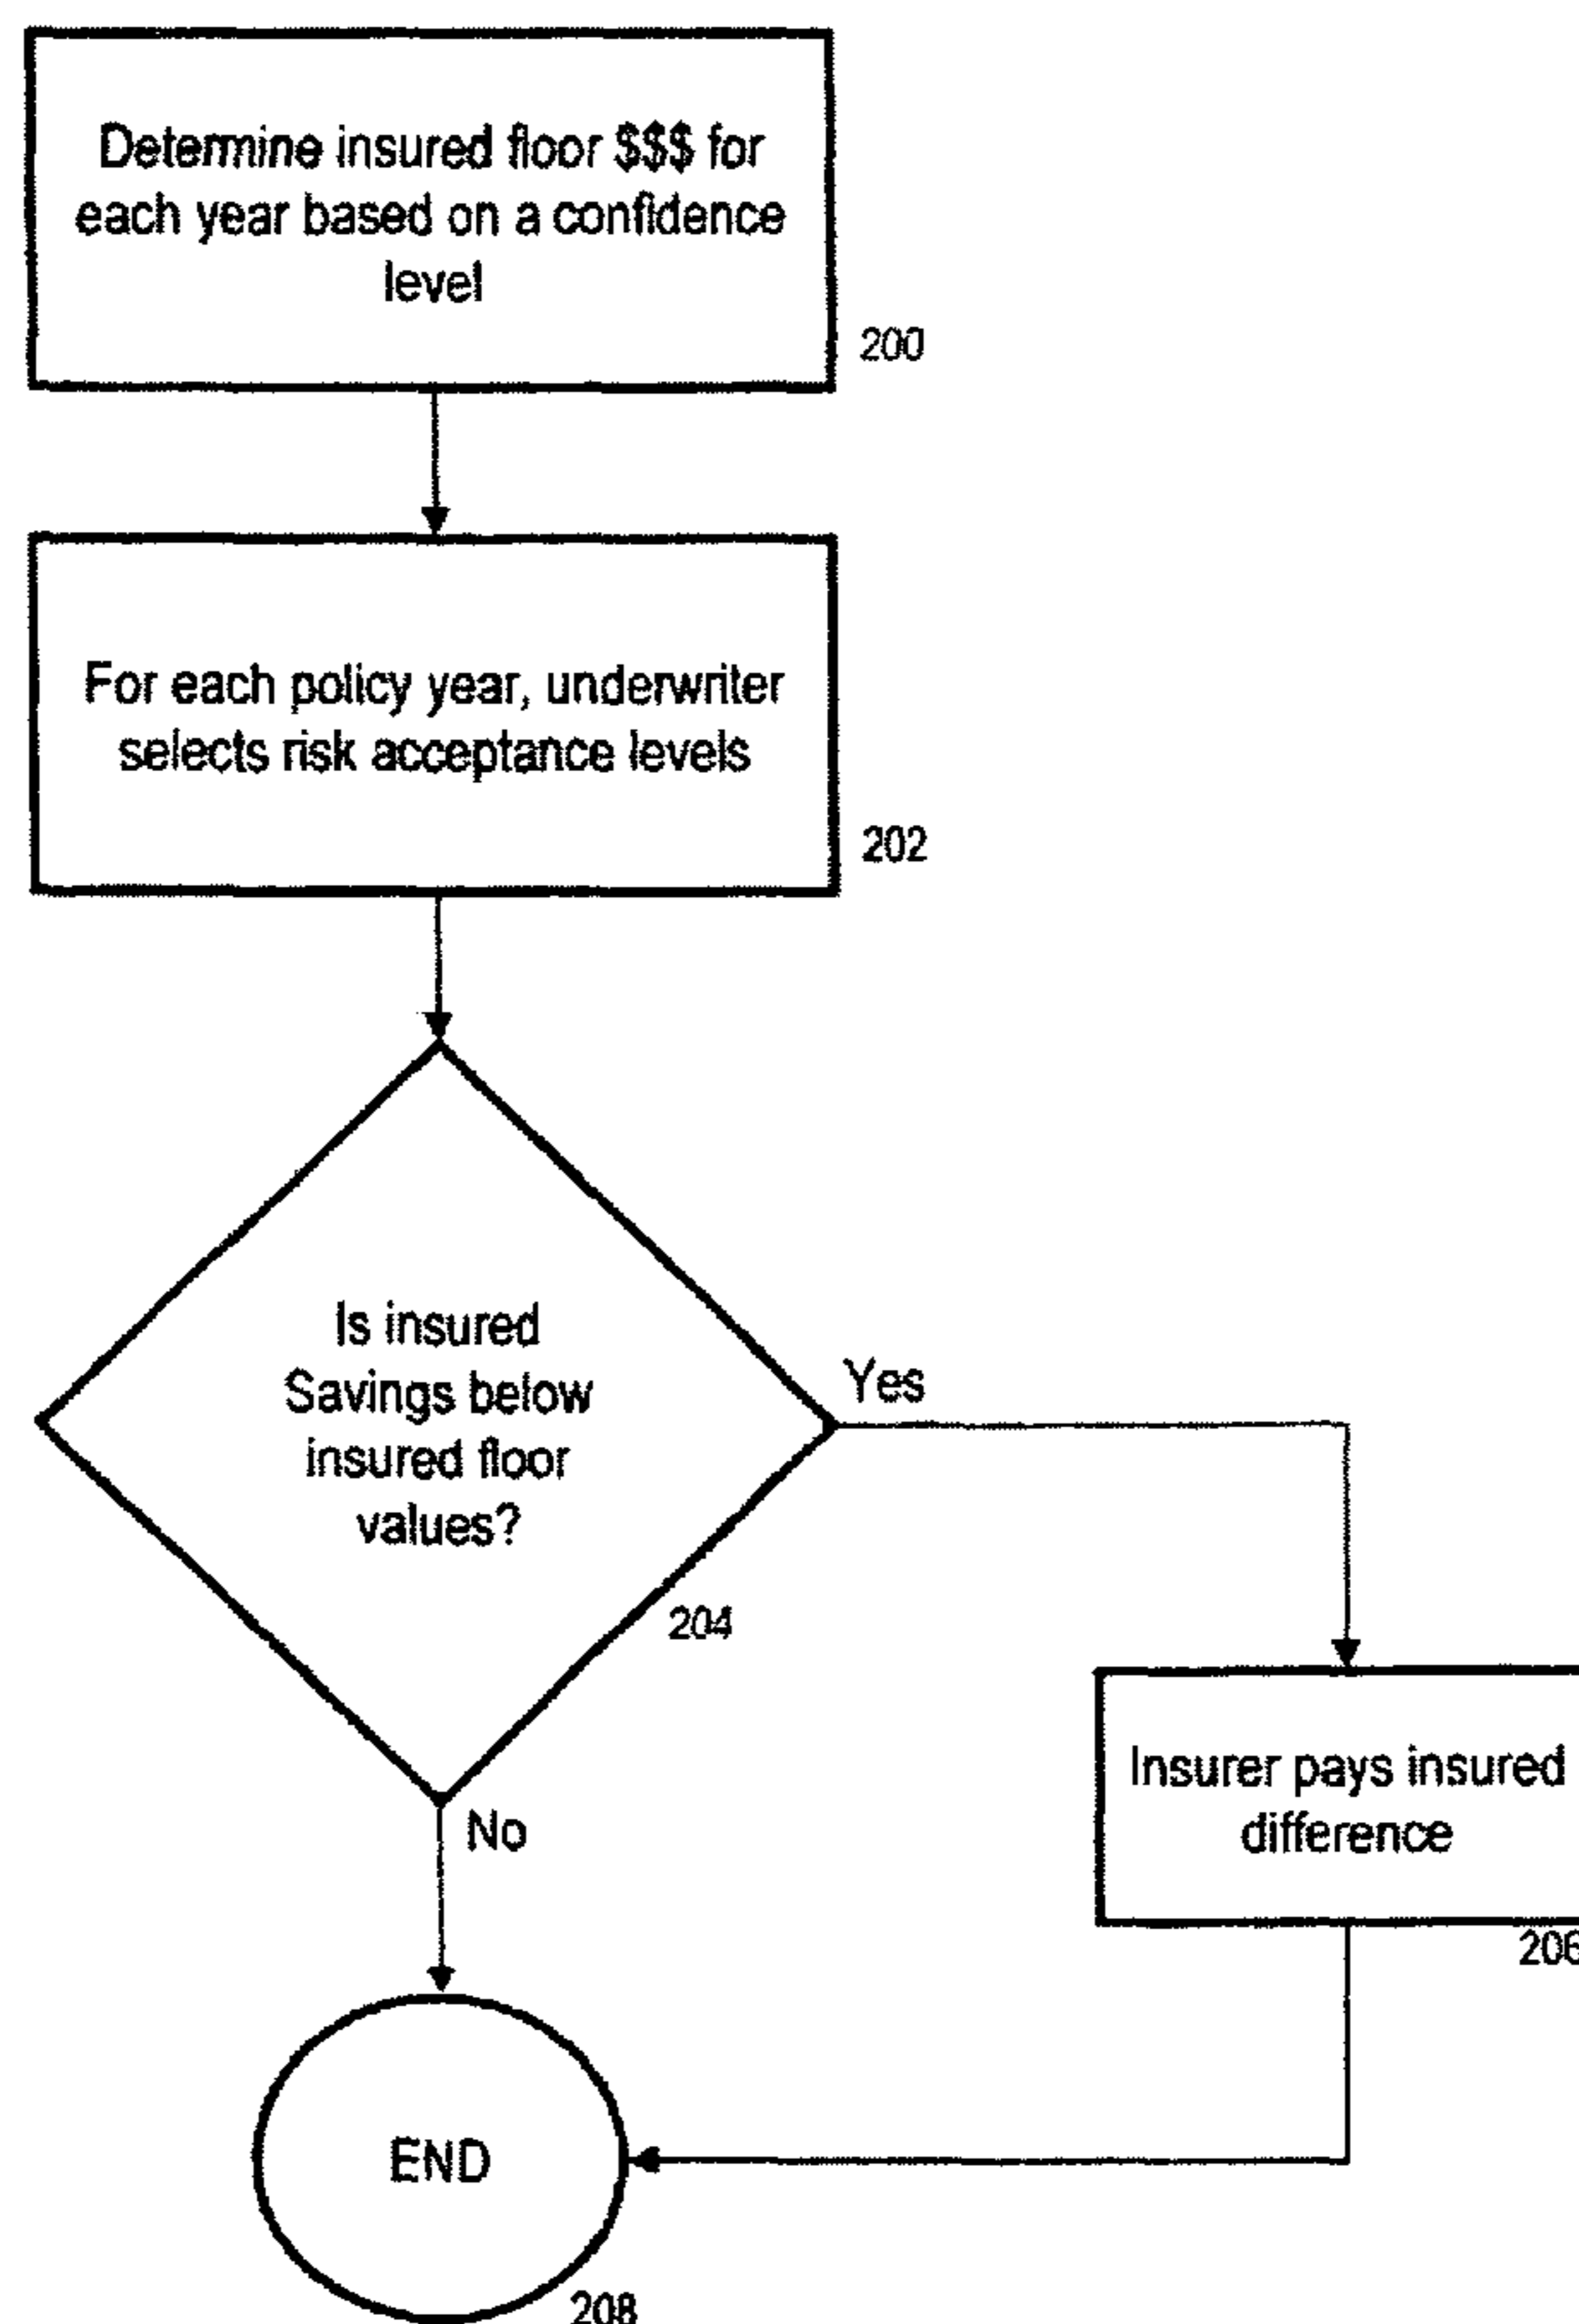 Determine insured floor $$$ for
each year based on a confidence
level
200
For each policy year, underwriter
selects risk acceptance levels
202
Is insured
Savings below
insured floor
values?
Yes
204
No
Insurer pays insured
difference
206
END
208